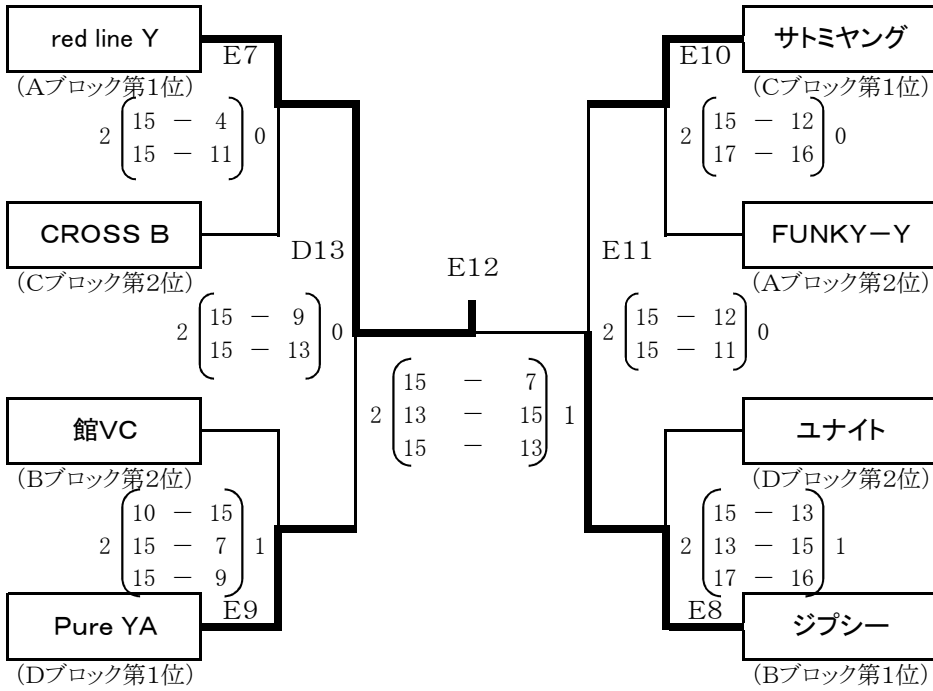 red line Y
(Aブロック第1位)
E7
2 15 － 4 0
15 － 11
CROSS B
(Cブロック第2位)
D13
2 15 － 9 0
15 － 13
館VC
(Bブロック第2位)
10 － 15
2 15 － 7 1
15 － 9
E9
Pure YA
(Dブロック第1位)
E12
15 － 7
2 13 － 15 1
15 － 13
サトミヤング
(Cブロック第1位)
E10
2 15 － 12 0
17 － 16
FUNKY－Y
(Aブロック第2位)
E11
2 15 － 12 0
15 － 11
ユナイト
(Dブロック第2位)
15 － 13
2 13 － 15 1
17 － 16
E8
ジプシー
(Bブロック第1位)